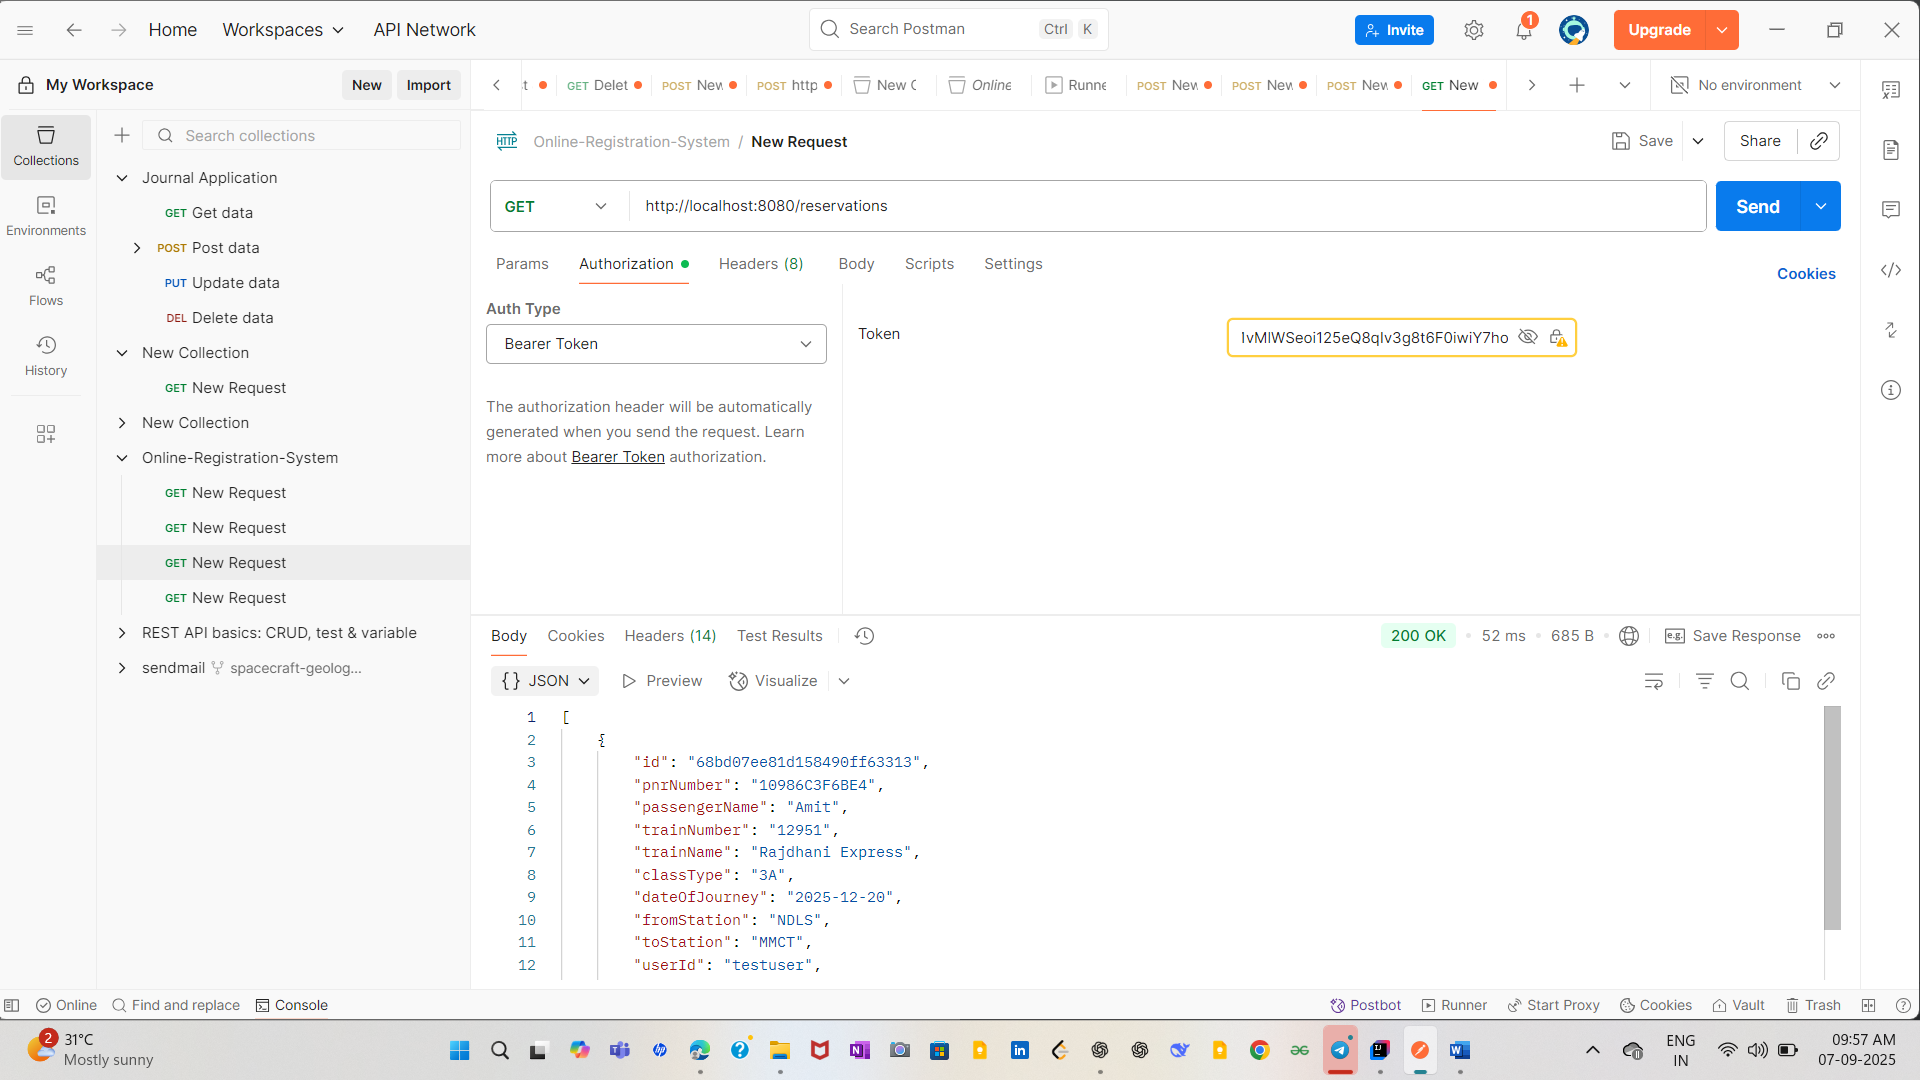 Home Workspaces API Network Search Postman Ctrl K Invite 1 Upgrade
My Workspace New Import
t GET Delet POST New POST http New C Online Runne POST New POST New POST New GET New No environment
Collections
Environments
Flows
History
Search collections
Journal Application
GET Get data
POST Post data
PUT Update data
DEL Delete data
New Collection
GET New Request
New Collection
Online-Registration-System
GET New Request
GET New Request
GET New Request
GET New Request
REST API basics: CRUD, test & variable
sendmail spacecraft-geolog...
HTTP Online-Registration-System / New Request Save Share
GET http://localhost:8080/reservations Send
Params Authorization Headers (8) Body Scripts Settings Cookies
Auth Type
Bearer Token
The authorization header will be automatically
generated when you send the request. Learn
more about Bearer Token authorization.
Token 1vMlWSeoi125eQ8qIv3g8t6F0iwiY7ho
Body Cookies Headers (14) Test Results 200 OK 52 ms 685 B e.g. Save Response
{} JSON Preview Visualize
1 [
2 {
3 "id": "68bd07ee81d158490ff63313",
4 "pnrNumber": "10986C3F6BE4",
5 "passengerName": "Amit",
6 "trainNumber": "12951",
7 "trainName": "Rajdhani Express",
8 "classType": "3A",
9 "dateOfJourney": "2025-12-20",
10 "fromStation": "NDLS",
11 "toStation": "MMCT",
12 "userId": "testuser",
Online Find and replace Console Postbot Runner Start Proxy Cookies Vault Trash
2 31°C
Mostly sunny
ENG
IN
09:57 AM
07-09-2025